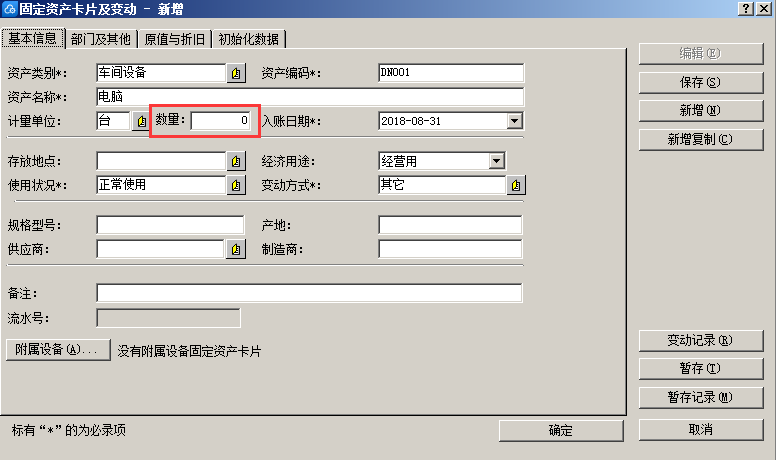 固定资产卡片及变动 - 新增
基本信息 部门及其他 原值与折旧 初始化数据
编辑(E)
资产类别*: 车间设备 资产编码*: DN001
保存(S)
资产名称*: 电脑
新增(N)
计量单位: 台 数量: 0 入账日期*: 2018-08-31
新增复制(C)
存放地点: 经济用途: 经营用
使用状况*: 正常使用 变动方式*: 其它
规格型号: 产地:
供应商: 制造商:
备注:
流水号:
变动记录(R)
附属设备(A)... 没有附属设备固定资产卡片
暂存(T)
暂存记录(M)
标有“*”的为必录项 确定 取消